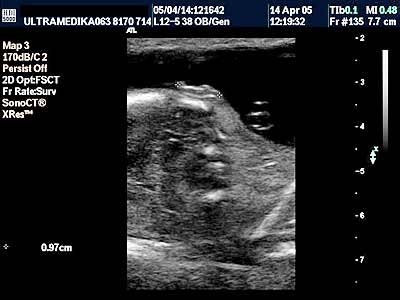 ULTRAMEDIKA063 8170 714
05/04/14:121642
L12-5 38 OB/Gen
14 Apr 05
12:19:32
TIb0.1 MI 0.48
Fr #135 7.7 cm
Map 3
170dB/C 2
Persist Off
2D Opt:FSCT
Fr Rate:Surv
SonoCT®
XRes™
0.97cm
-2
-3
-4
-5
-6
-7